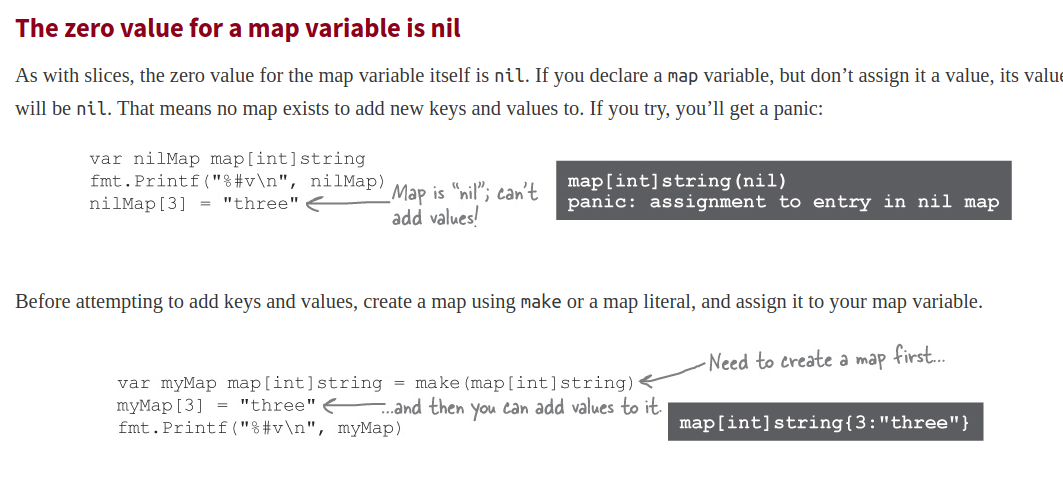 The zero value for a map variable is nil
As with slices, the zero value for the map variable itself is nil. If you declare a map variable, but don’t assign it a value, its value
will be nil. That means no map exists to add new keys and values to. If you try, you’ll get a panic:
var nilMap map[int]string
fmt.Printf("%#v\n", nilMap)
nilMap[3] = "three"
Map is “nil”; can’t
add values!
map[int]string(nil)
panic: assignment to entry in nil map
Before attempting to add keys and values, create a map using make or a map literal, and assign it to your map variable.
Need to create a map first...
var myMap map[int]string = make(map[int]string)
myMap[3] = "three"
...and then you can add values to it.
fmt.Printf("%#v\n", myMap)
map[int]string{3:"three"}